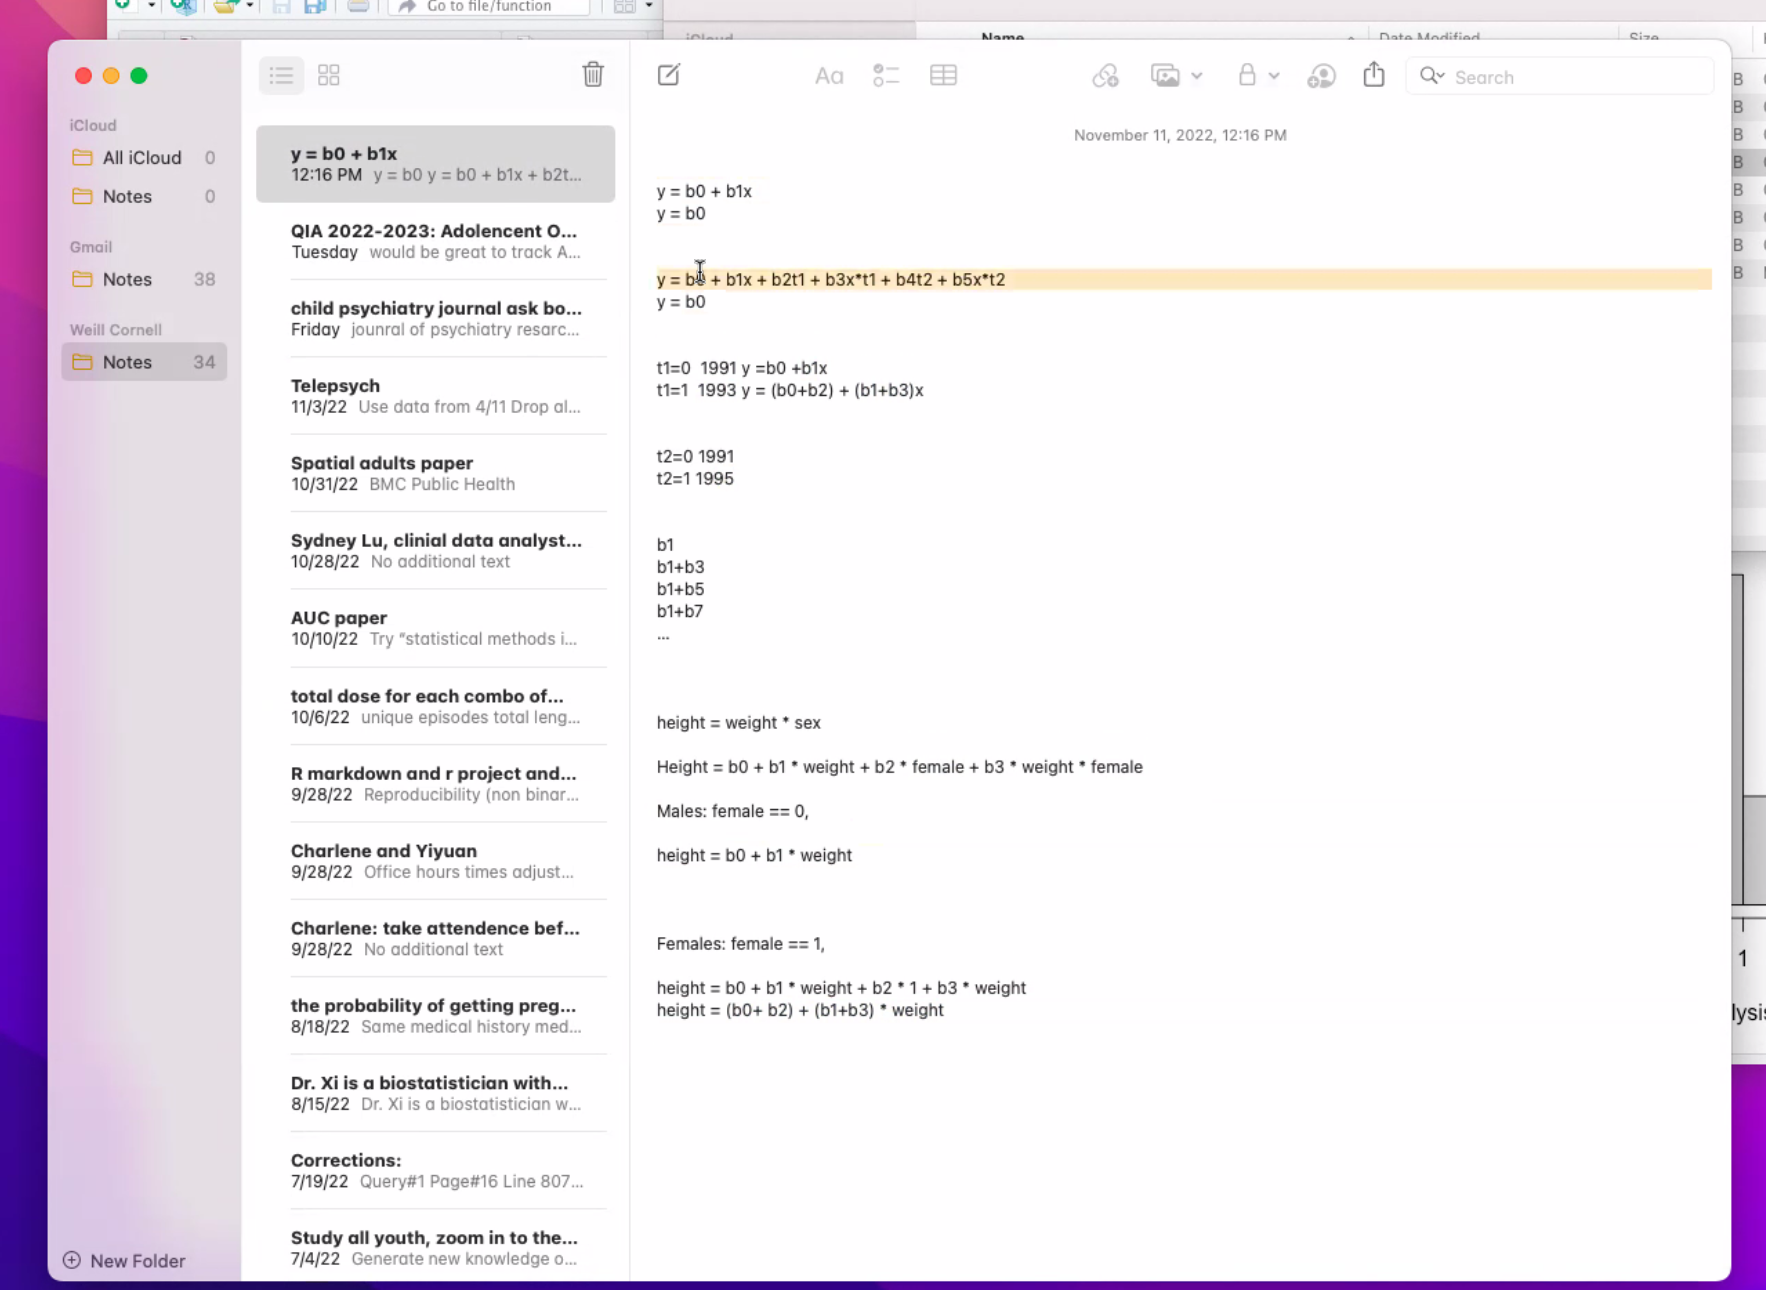 Go to file/function
iCloud
Name
Date Modified
Size
Aa
Search
iCloud
All iCloud 0
Notes 0
Gmail
Notes 38
Weill Cornell
Notes 34
New Folder
y = b0 + b1x
12:16 PM y = b0 y = b0 + b1x + b2t...
QIA 2022-2023: Adolencent O...
Tuesday would be great to track A...
child psychiatry journal ask bo...
Friday jounral of psychiatry resarc...
Telepsych
11/3/22 Use data from 4/11 Drop al...
Spatial adults paper
10/31/22 BMC Public Health
Sydney Lu, clinial data analyst...
10/28/22 No additional text
AUC paper
10/10/22 Try “statistical methods i...
total dose for each combo of...
10/6/22 unique episodes total leng...
R markdown and r project and...
9/28/22 Reproducibility (non binar...
Charlene and Yiyuan
9/28/22 Office hours times adjust...
Charlene: take attendence bef...
9/28/22 No additional text
the probability of getting preg...
8/18/22 Same medical history med...
Dr. Xi is a biostatistician with...
8/15/22 Dr. Xi is a biostatistician w...
Corrections:
7/19/22 Query#1 Page#16 Line 807...
Study all youth, zoom in to the...
7/4/22 Generate new knowledge o...
November 11, 2022, 12:16 PM
y = b0 + b1x
y = b0
y = b0 + b1x + b2t1 + b3x*t1 + b4t2 + b5x*t2
y = b0
t1=0 1991 y =b0 +b1x
t1=1 1993 y = (b0+b2) + (b1+b3)x
t2=0 1991
t2=1 1995
b1
b1+b3
b1+b5
b1+b7
...
height = weight * sex
Height = b0 + b1 * weight + b2 * female + b3 * weight * female
Males: female == 0,
height = b0 + b1 * weight
Females: female == 1,
height = b0 + b1 * weight + b2 * 1 + b3 * weight
height = (b0+ b2) + (b1+b3) * weight
1